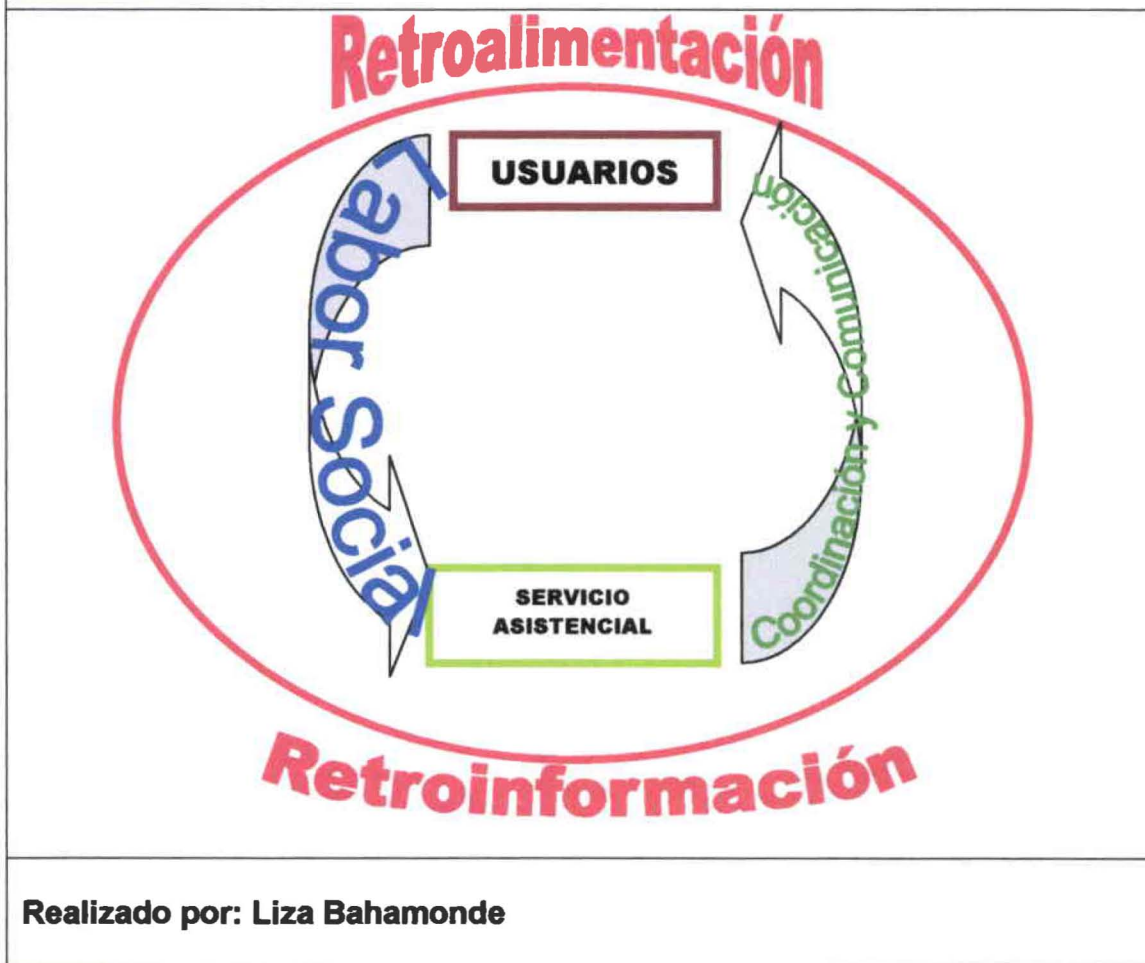 Retroalimentación
USUARIOS
Labor Social
Coordinación y Comunicación
SERVICIO
ASISTENCIAL
Retroinformación
Realizado por: Liza Bahamonde